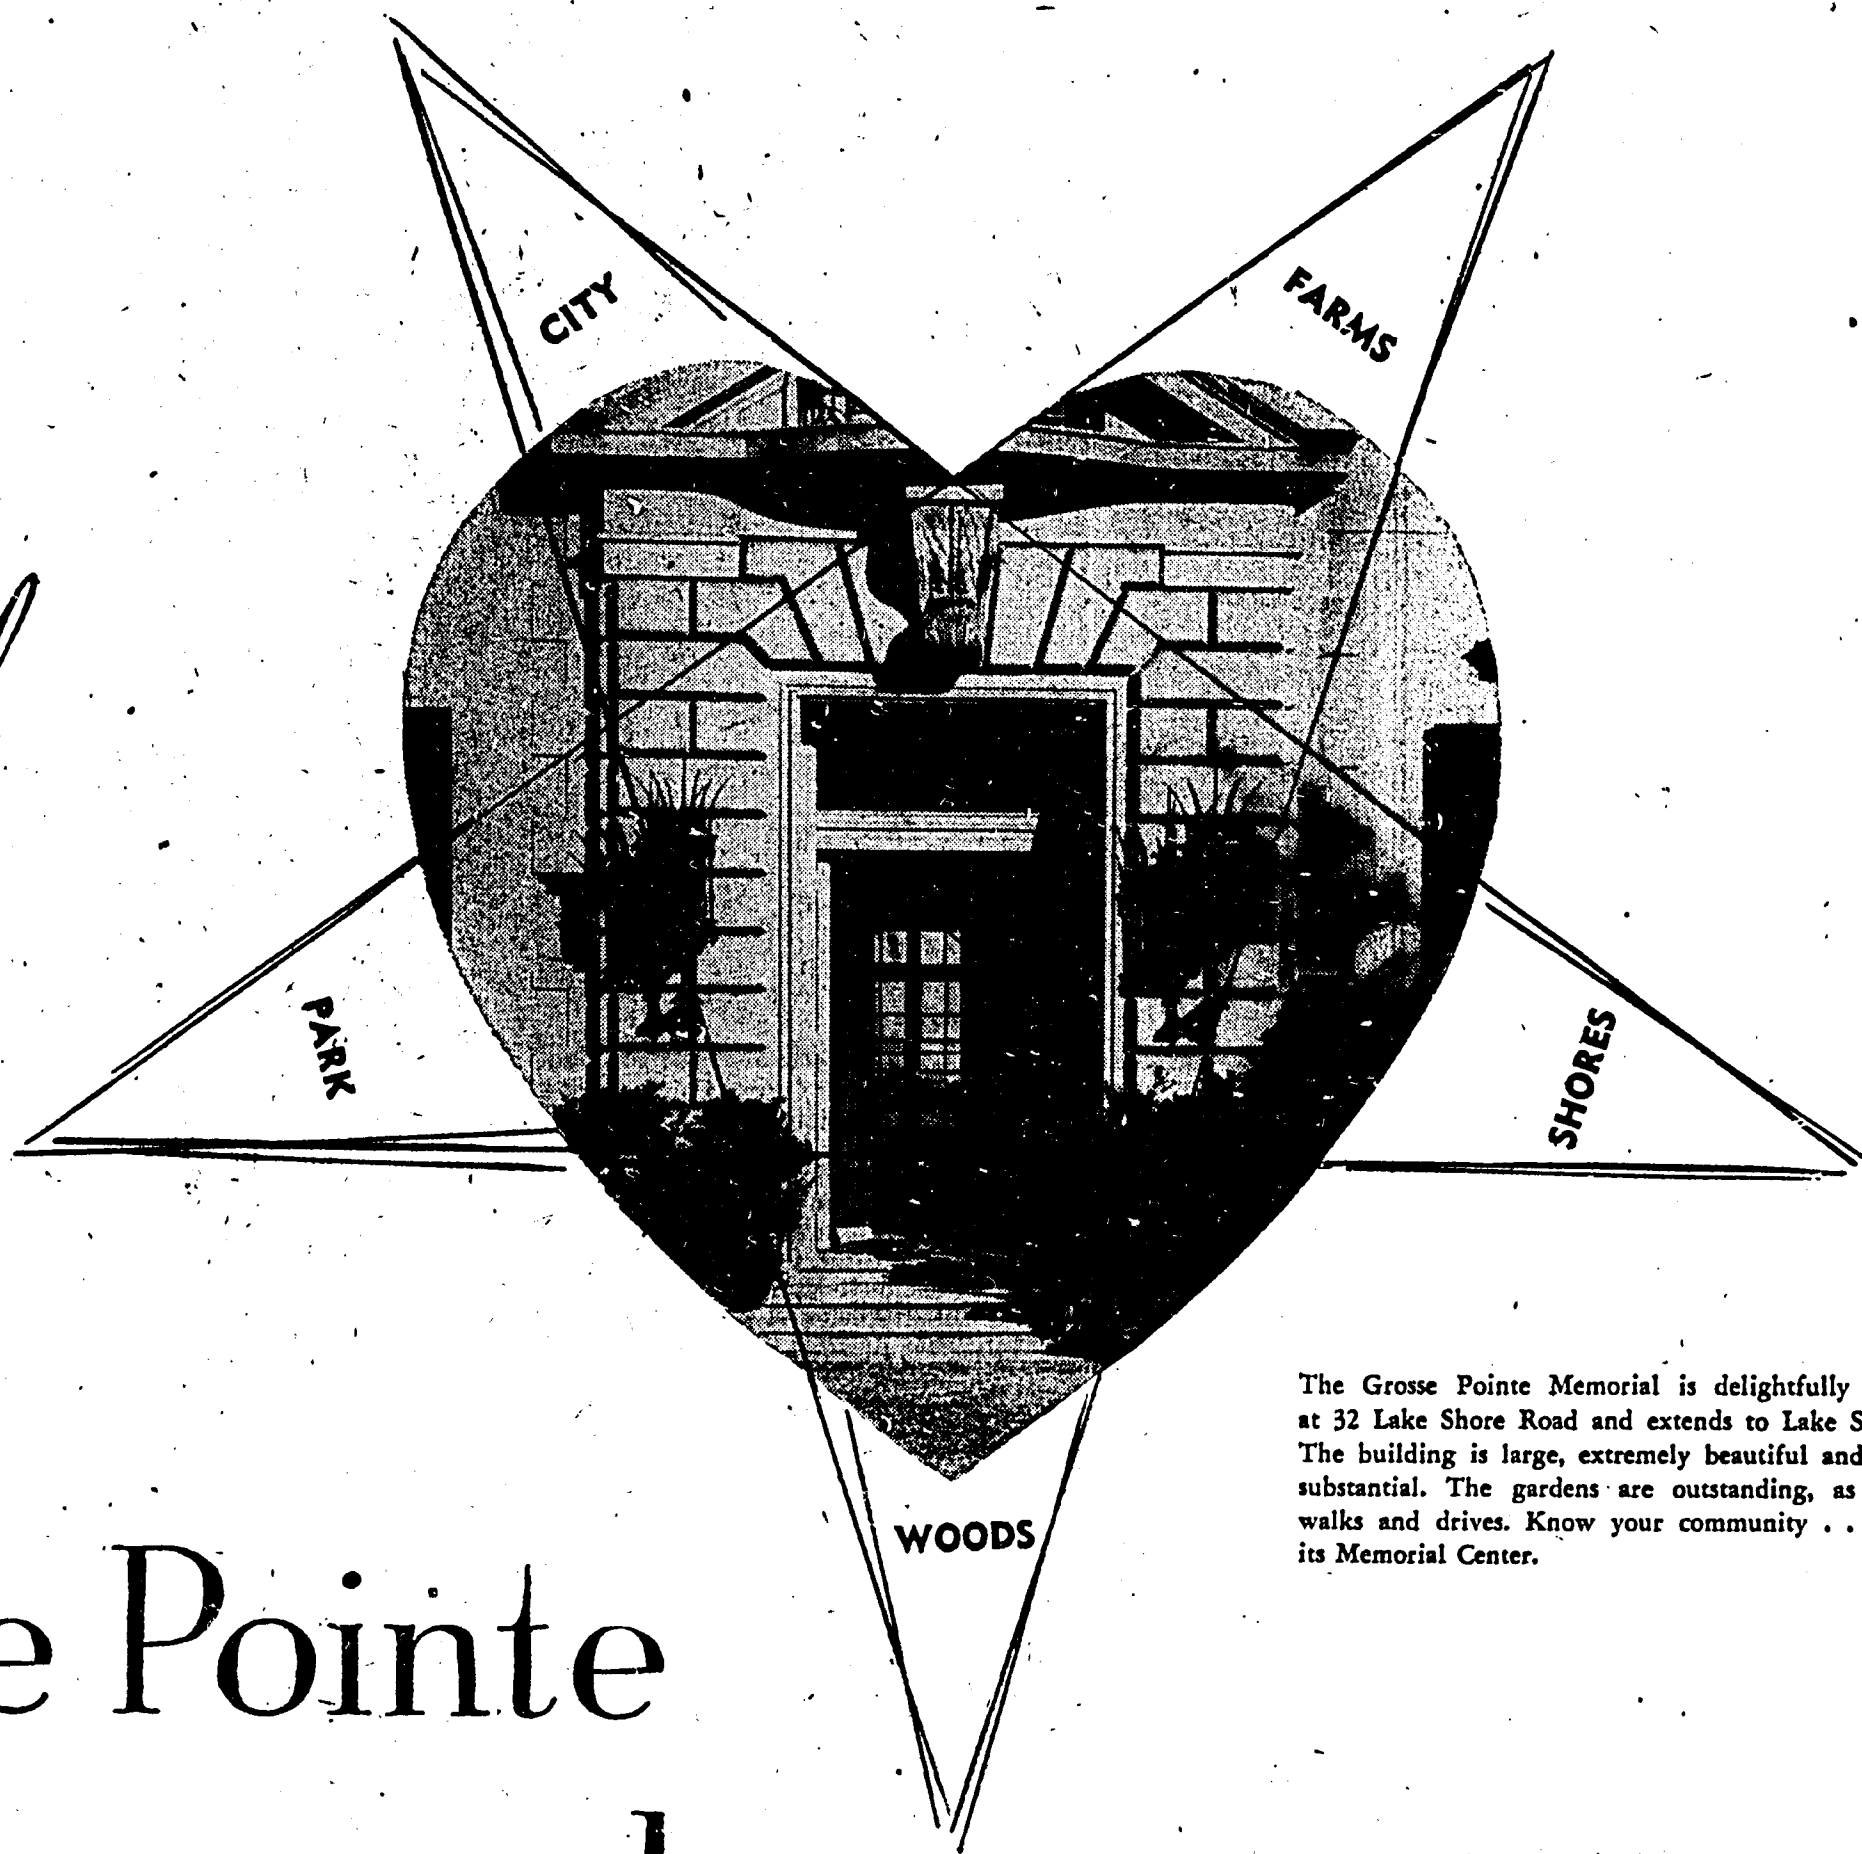 CITY
FARMS
PARK
SHORES
The Grosse Pointe Memorial is delightfully
at 32 Lake Shore Road and extends to Lake S
The building is large, extremely beautiful and
substantial. The gardens are outstanding, as
walks and drives. Know your community . .
its Memorial Center.
WOODS
e Pointe